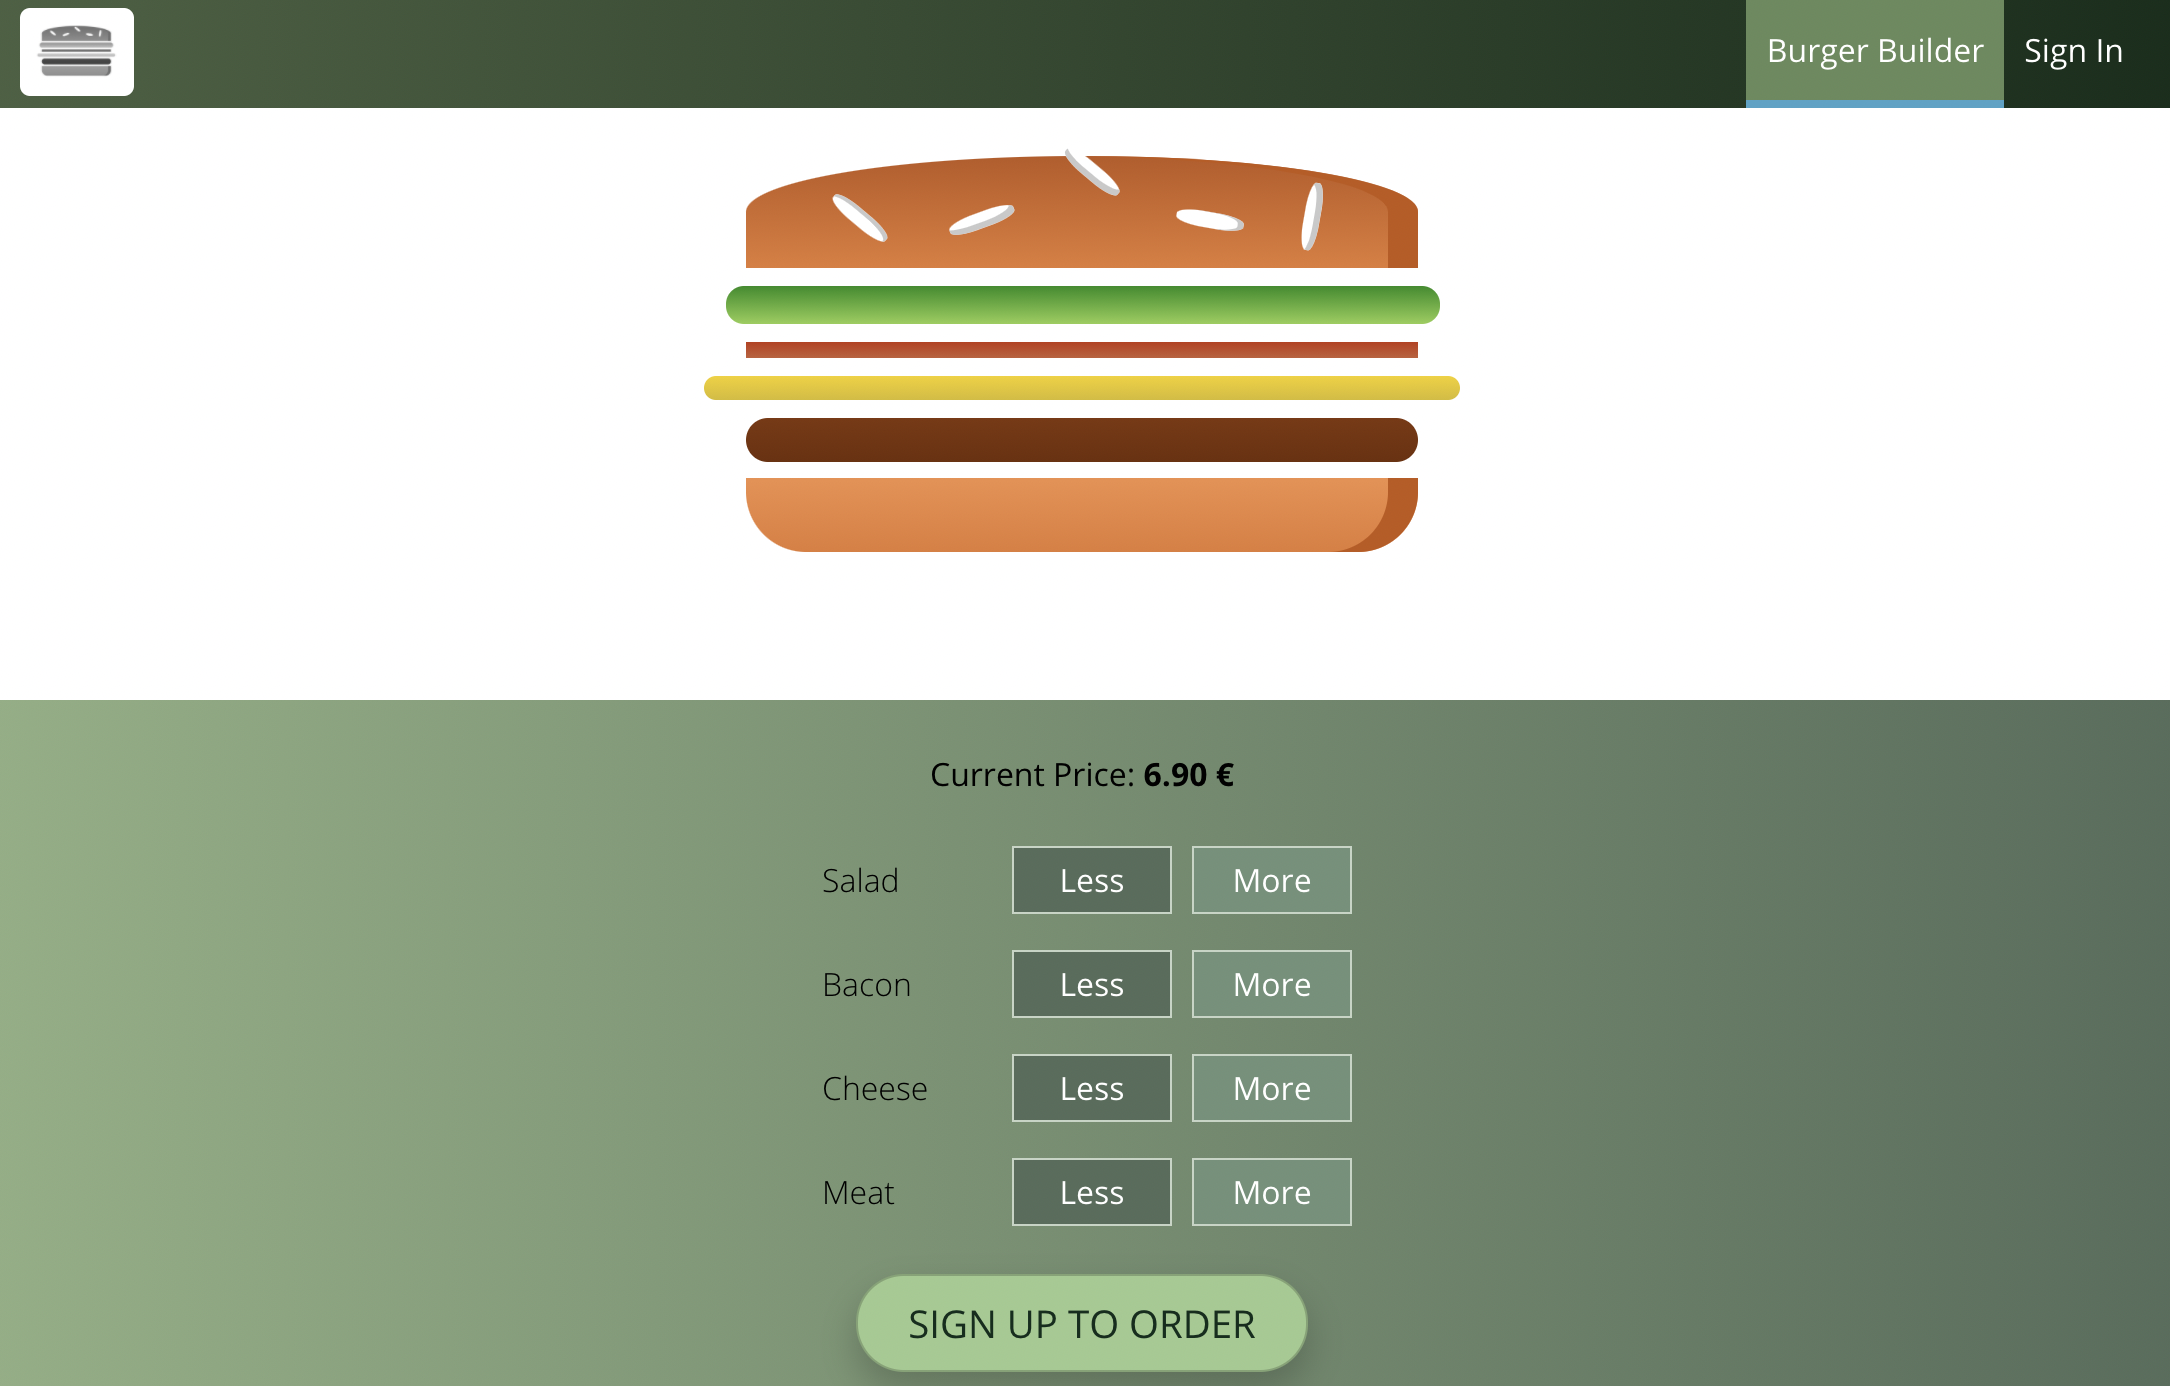 Burger Builder Sign In
Current Price: 6.90 €
Salad Less More
Bacon Less More
Cheese Less More
Meat Less More
SIGN UP TO ORDER